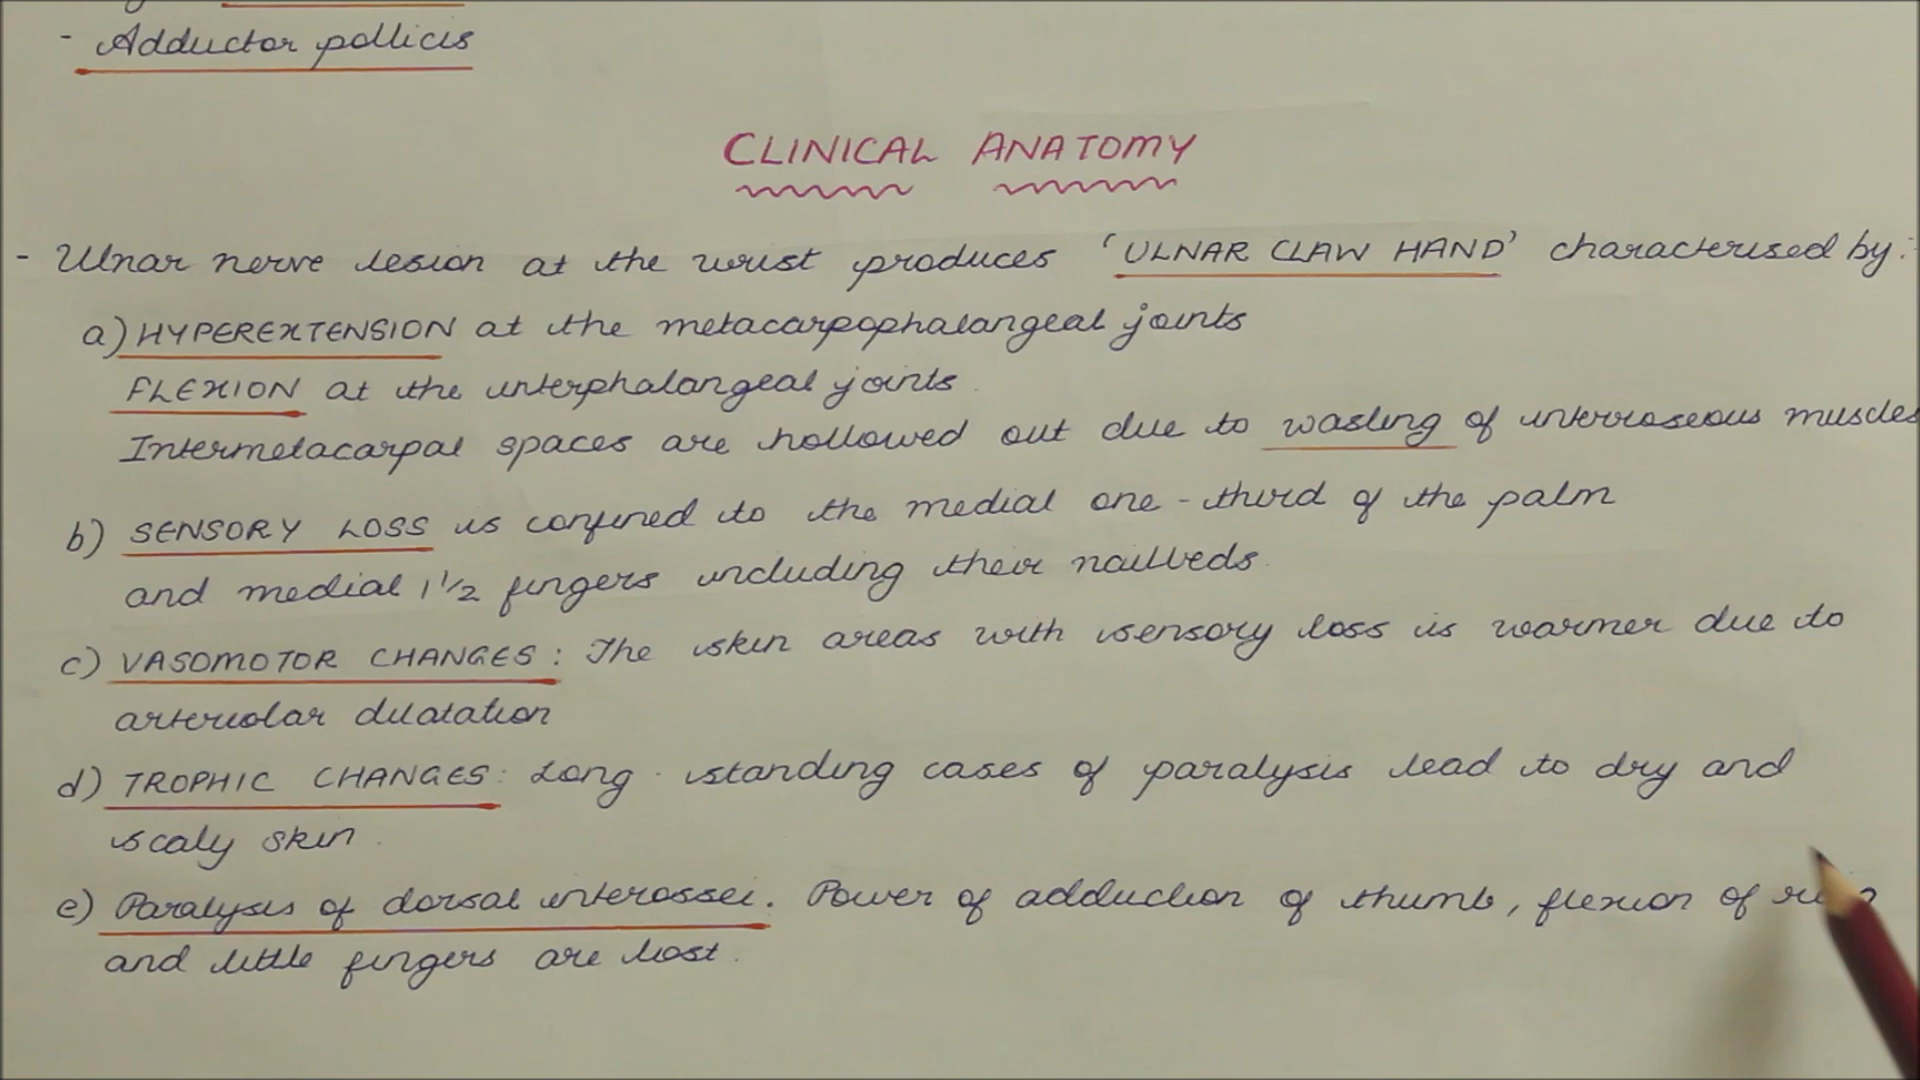 - Adductor pollicis
CLINICAL ANATOMY
- Ulnar nerve lesion at the wrist produces 'ULNAR CLAW HAND' characterised by:
a) HYPEREXTENSION at the metacarpophalangeal joints
FLEXION at the interphalangeal joints.
Intermetacarpal spaces are hollowed out due to wasting of interroseous muscles
b) SENSORY LOSS is confined to the medial one-third of the palm
and medial 1 1/2 fingers including their nailbeds.
c) VASOMOTOR CHANGES: The skin areas with sensory loss is warmer due to
arteriolar dilatation
d) TROPHIC CHANGES: Long standing cases of paralysis lead to dry and
scaly skin.
e) Paralysis of dorsal interossei. Power of adduction of thumb, flexion of
and little fingers are lost.